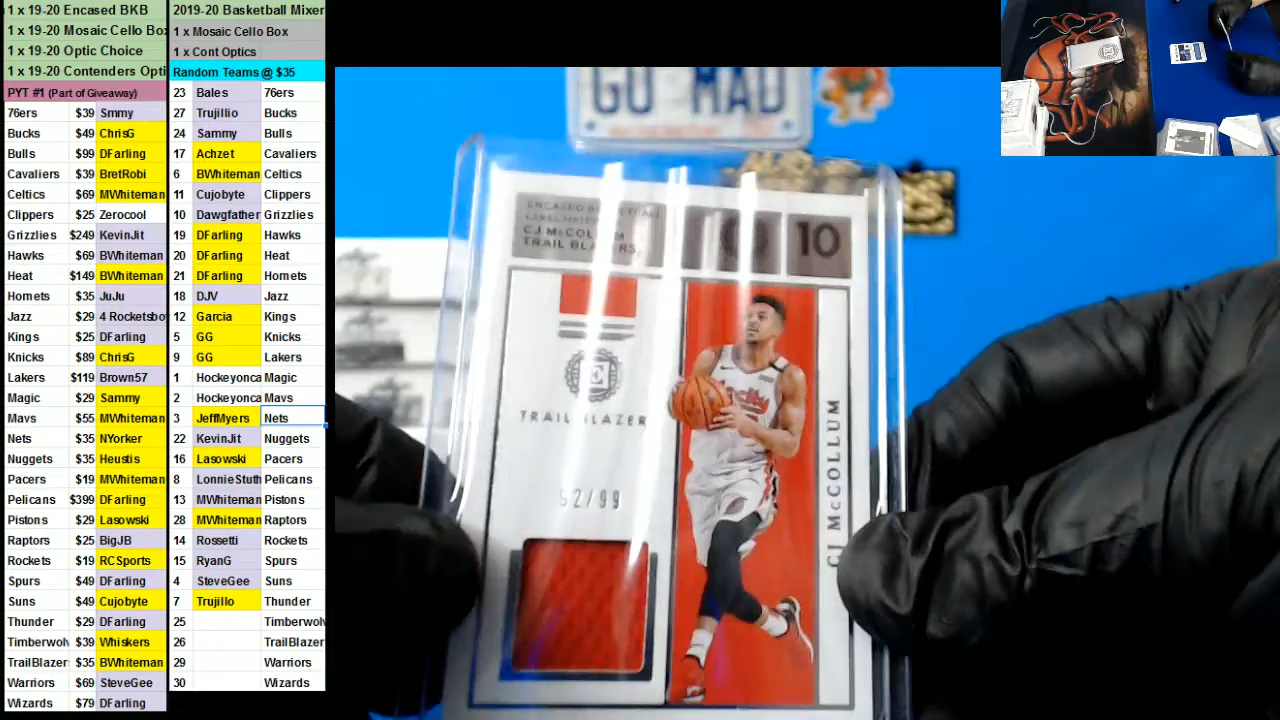 1 x 19-20 Encased BKB
1 x 19-20 Mosaic Cello Box
1 x 19-20 Optic Choice
1 x 19-20 Contenders Opti
PYT #1 (Part of Giveaway)
76ers $39 Smmy
Bucks $49 ChrisG
Bulls $99 DFarling
Cavaliers $39 BretRobi
Celtics $69 MWhiteman
Clippers $25 Zerocool
Grizzlies $249 KevinJit
Hawks $69 BWhiteman
Heat $149 BWhiteman
Hornets $35 JuJu
Jazz $29 4 Rocketsbo
Kings $25 DFarling
Knicks $89 ChrisG
Lakers $119 Brown57
Magic $29 Sammy
Mavs $55 MWhiteman
Nets $35 NYorker
Nuggets $35 Heustis
Pacers $19 MWhiteman
Pelicans $399 DFarling
Pistons $29 Lasowski
Raptors $25 BigJB
Rockets $19 RCSports
Spurs $49 DFarling
Suns $49 Cujobyte
Thunder $29 DFarling
Timberwolv $39 Whiskers
TrailBlazer $35 BWhiteman
Warriors $69 SteveGee
Wizards $79 DFarling
2019-20 Basketball Mixer
1 x Mosaic Cello Box
1 x Cont Optics
Random Teams @ $35
23 Bales 76ers
27 Trujillio Bucks
24 Sammy Bulls
17 Achzet Cavaliers
6 BWhiteman Celtics
11 Cujobyte Clippers
10 Dawgfather Grizzlies
19 DFarling Hawks
20 DFarling Heat
21 DFarling Hornets
18 DJV Jazz
12 Garcia Kings
5 GG Knicks
9 GG Lakers
1 Hockeyonca Magic
2 Hockeyonca Mavs
3 JeffMyers Nets
22 KevinJit Nuggets
16 Lasowski Pacers
8 LonnieStuth Pelicans
13 MWhiteman Pistons
28 MWhiteman Raptors
14 Rossetti Rockets
15 RyanG Spurs
4 SteveGee Suns
7 Trujillo Thunder
25 Timberwolv
26 TrailBlazer
29 Warriors
30 Wizards
GO MAD
ENCASED BASKETBALL
CJ McCOLLUM
TRAIL BLAZERS
10
TRAIL BLAZER
52/99
CJ McCOLLUM